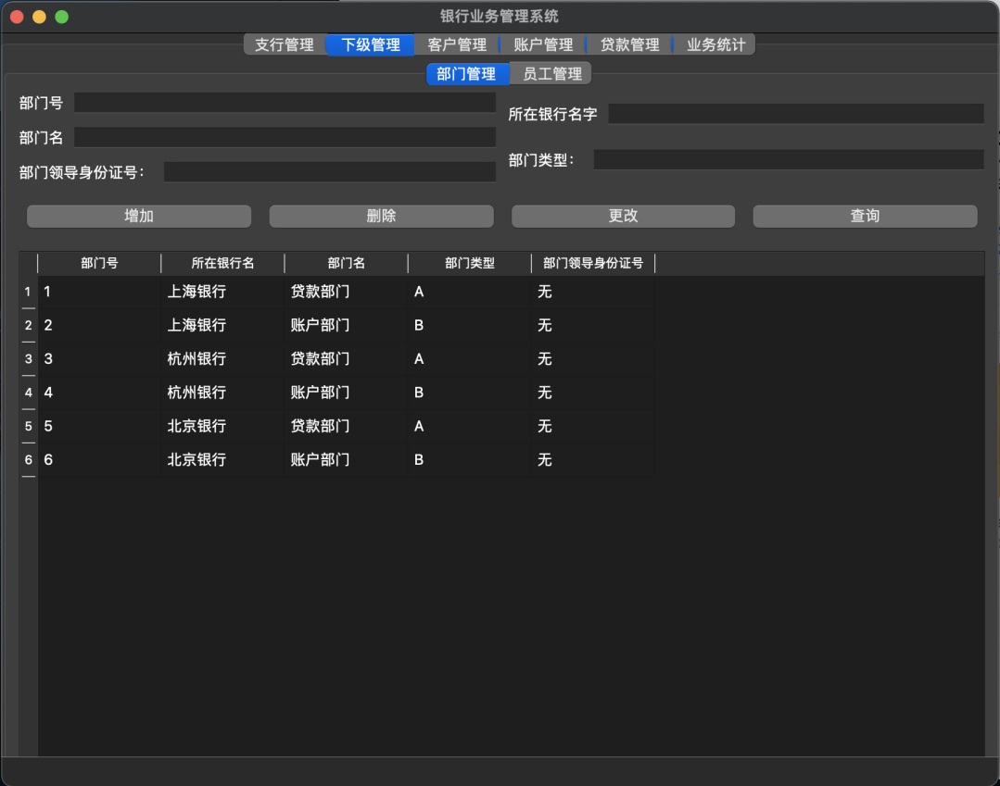 银行业务管理系统
支行管理 下级管理 客户管理 账户管理 贷款管理 业务统计
部门管理 员工管理
部门号
所在银行名字
部门名
部门类型：
部门领导身份证号：
增加 删除 更改 查询
部门号 所在银行名 部门名 部门类型 部门领导身份证号
1 1 上海银行 贷款部门 A 无
2 2 上海银行 账户部门 B 无
3 3 杭州银行 贷款部门 A 无
4 4 杭州银行 账户部门 B 无
5 5 北京银行 贷款部门 A 无
6 6 北京银行 账户部门 B 无